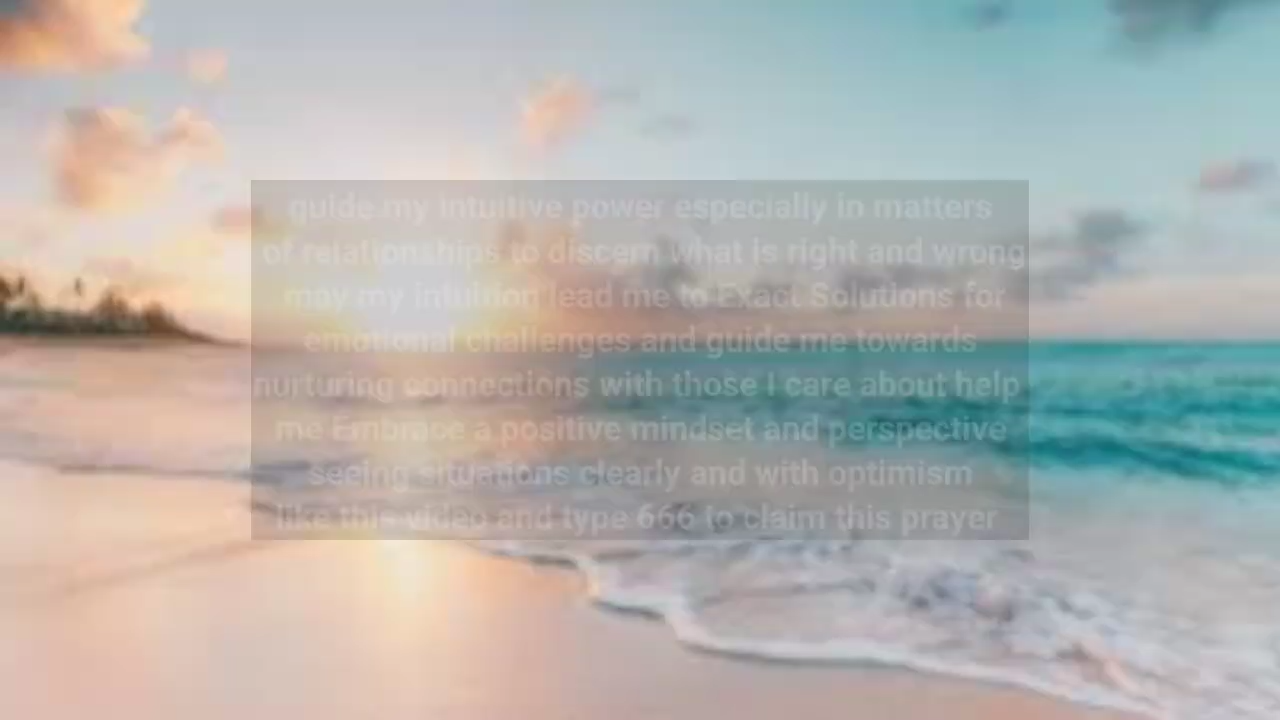 guide my intuitive power especially in matters
of relationships to discern what is right and wrong
may my intuition lead me to Exact Solutions for
emotional challenges and guide me towards
nurturing connections with those I care about help
me Embrace a positive mindset and perspective
seeing situations clearly and with optimism
like this video and type 666 to claim this prayer